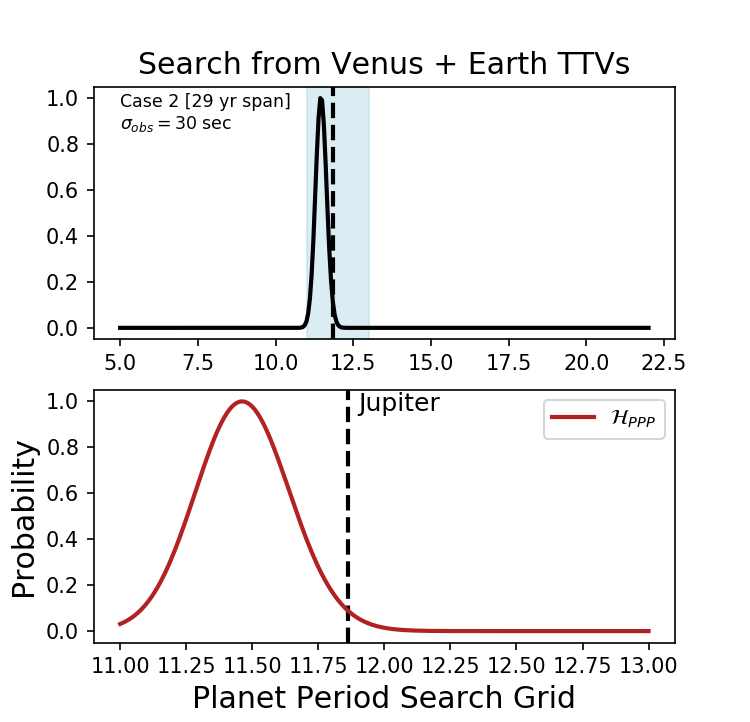 Search from Venus + Earth TTVs
Case 2 [29 yr span]
σ_obs = 30 sec
1.0
0.8
0.6
0.4
0.2
0.0
5.0 7.5 10.0 12.5 15.0 17.5 20.0 22.5
Jupiter
ℋ_PPP
1.0
0.8
0.6
0.4
0.2
0.0
Probability
11.00 11.25 11.50 11.75 12.00 12.25 12.50 12.75 13.00
Planet Period Search Grid